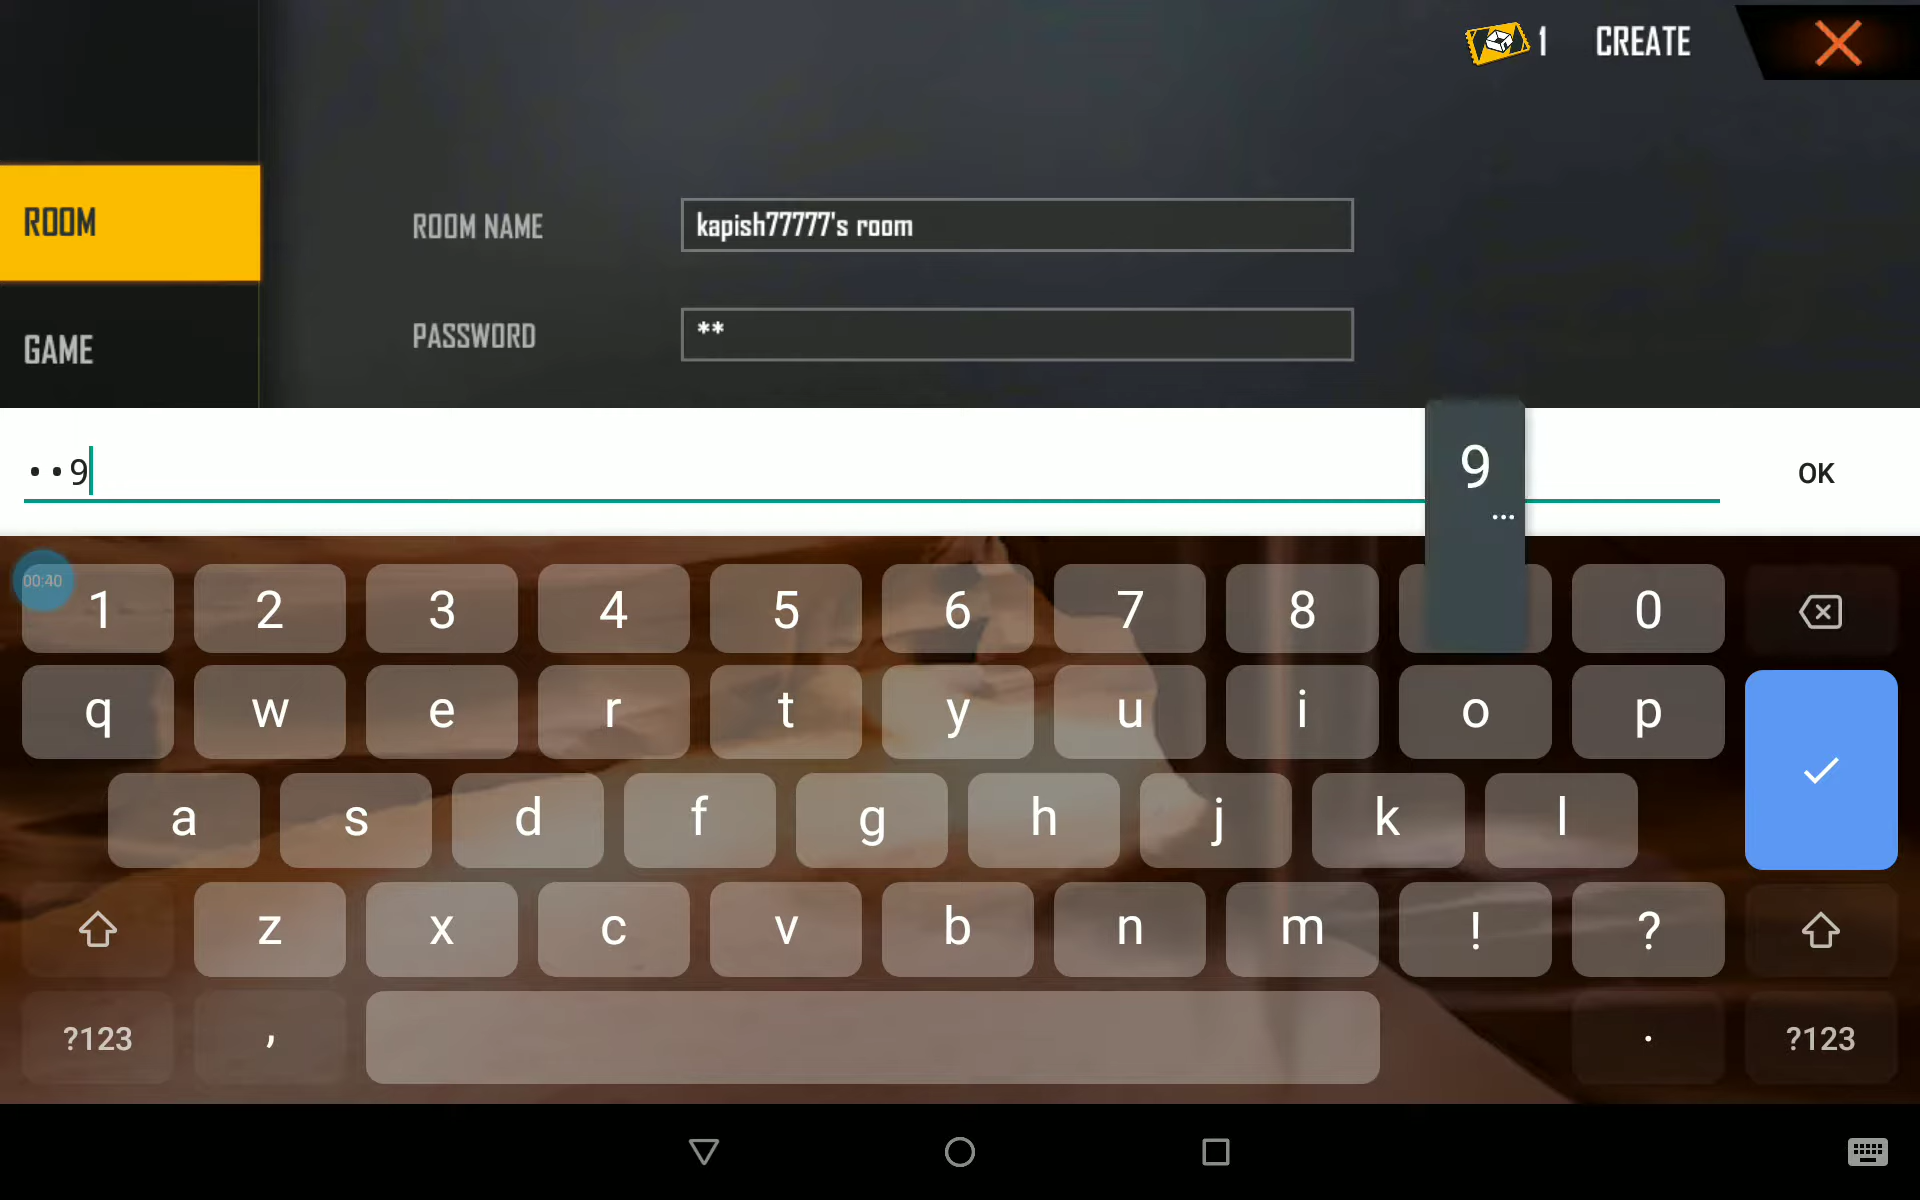 1 CREATE
ROOM
ROOM NAME kapish77777's room
GAME
PASSWORD **
••9
9
...
OK
00:40
1 2 3 4 5 6 7 8 0
q w e r t y u i o p
a s d f g h j k l
z x c v b n m ! ?
?123 , . ?123